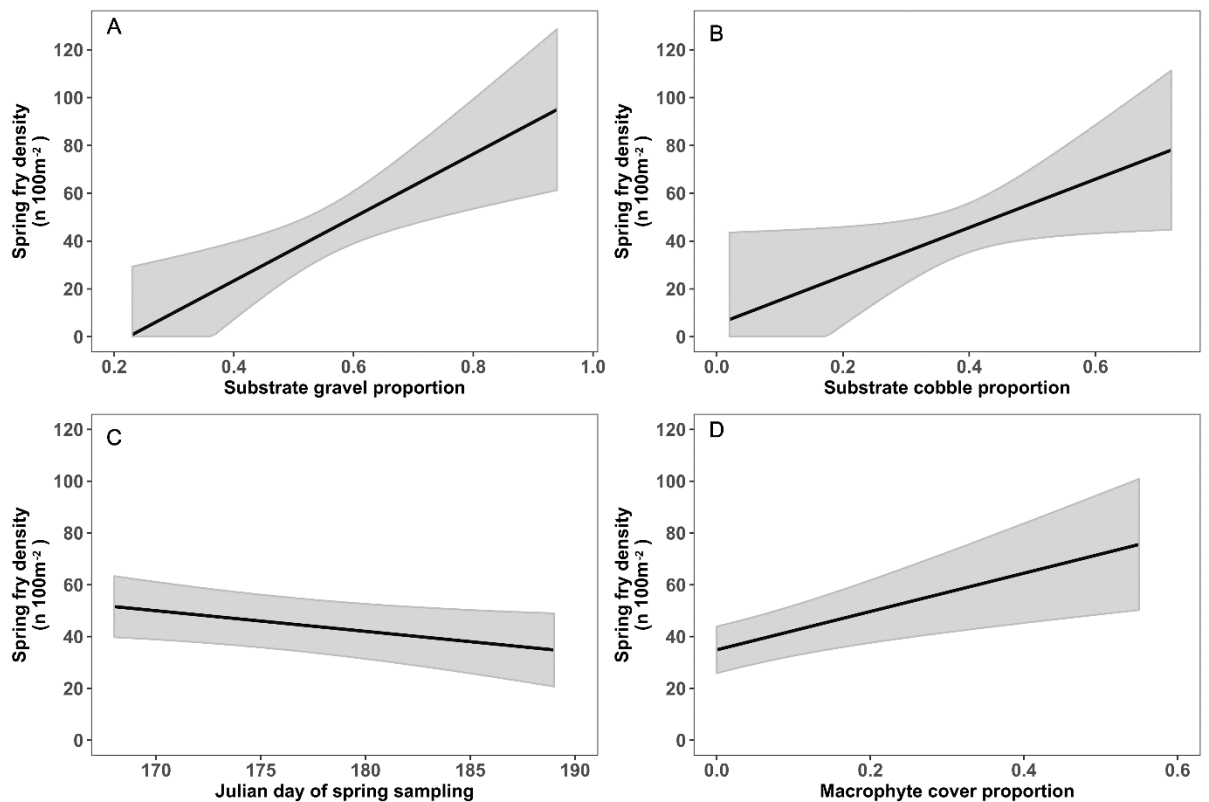 A
Spring fry density
(n 100m⁻² )
120
100
80
60
40
20
0
0.2 0.4 0.6 0.8 1.0
Substrate gravel proportion
B
Spring fry density
(n 100m⁻² )
120
100
80
60
40
20
0
0.0 0.2 0.4 0.6
Substrate cobble proportion
C
Spring fry density
(n 100m⁻² )
120
100
80
60
40
20
0
170 175 180 185 190
Julian day of spring sampling
D
Spring fry density
(n 100m⁻² )
120
100
80
60
40
20
0
0.0 0.2 0.4 0.6
Macrophyte cover proportion